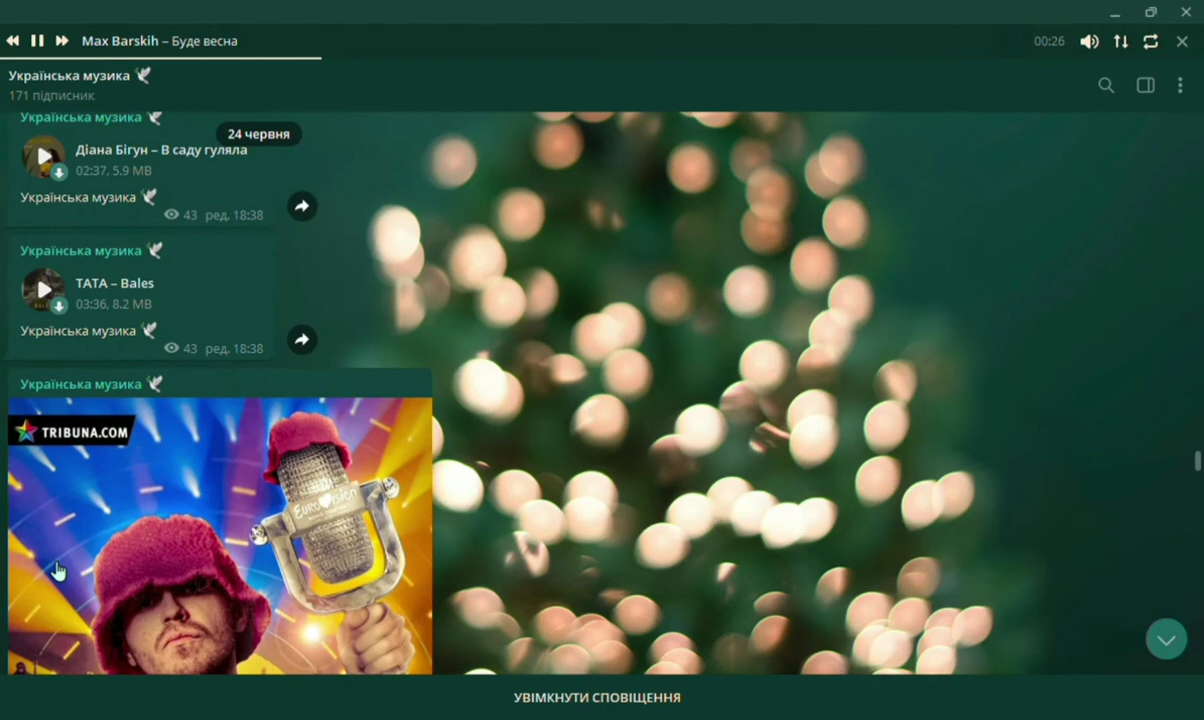 Max Barskih – Буде весна
00:26
Українська музика 🕊
171 підписник
Українська музика 🕊
24 червня
Діана Бігун – В саду гуляла
02:37, 5.9 MB
Українська музика 🕊
43 ред. 18:38
Українська музика 🕊
TATA – Bales
03:36, 8.2 MB
Українська музика 🕊
43 ред. 18:38
Українська музика 🕊
TRIBUNA.COM
EUROVISION
УВІМКНУТИ СПОВІЩЕННЯ